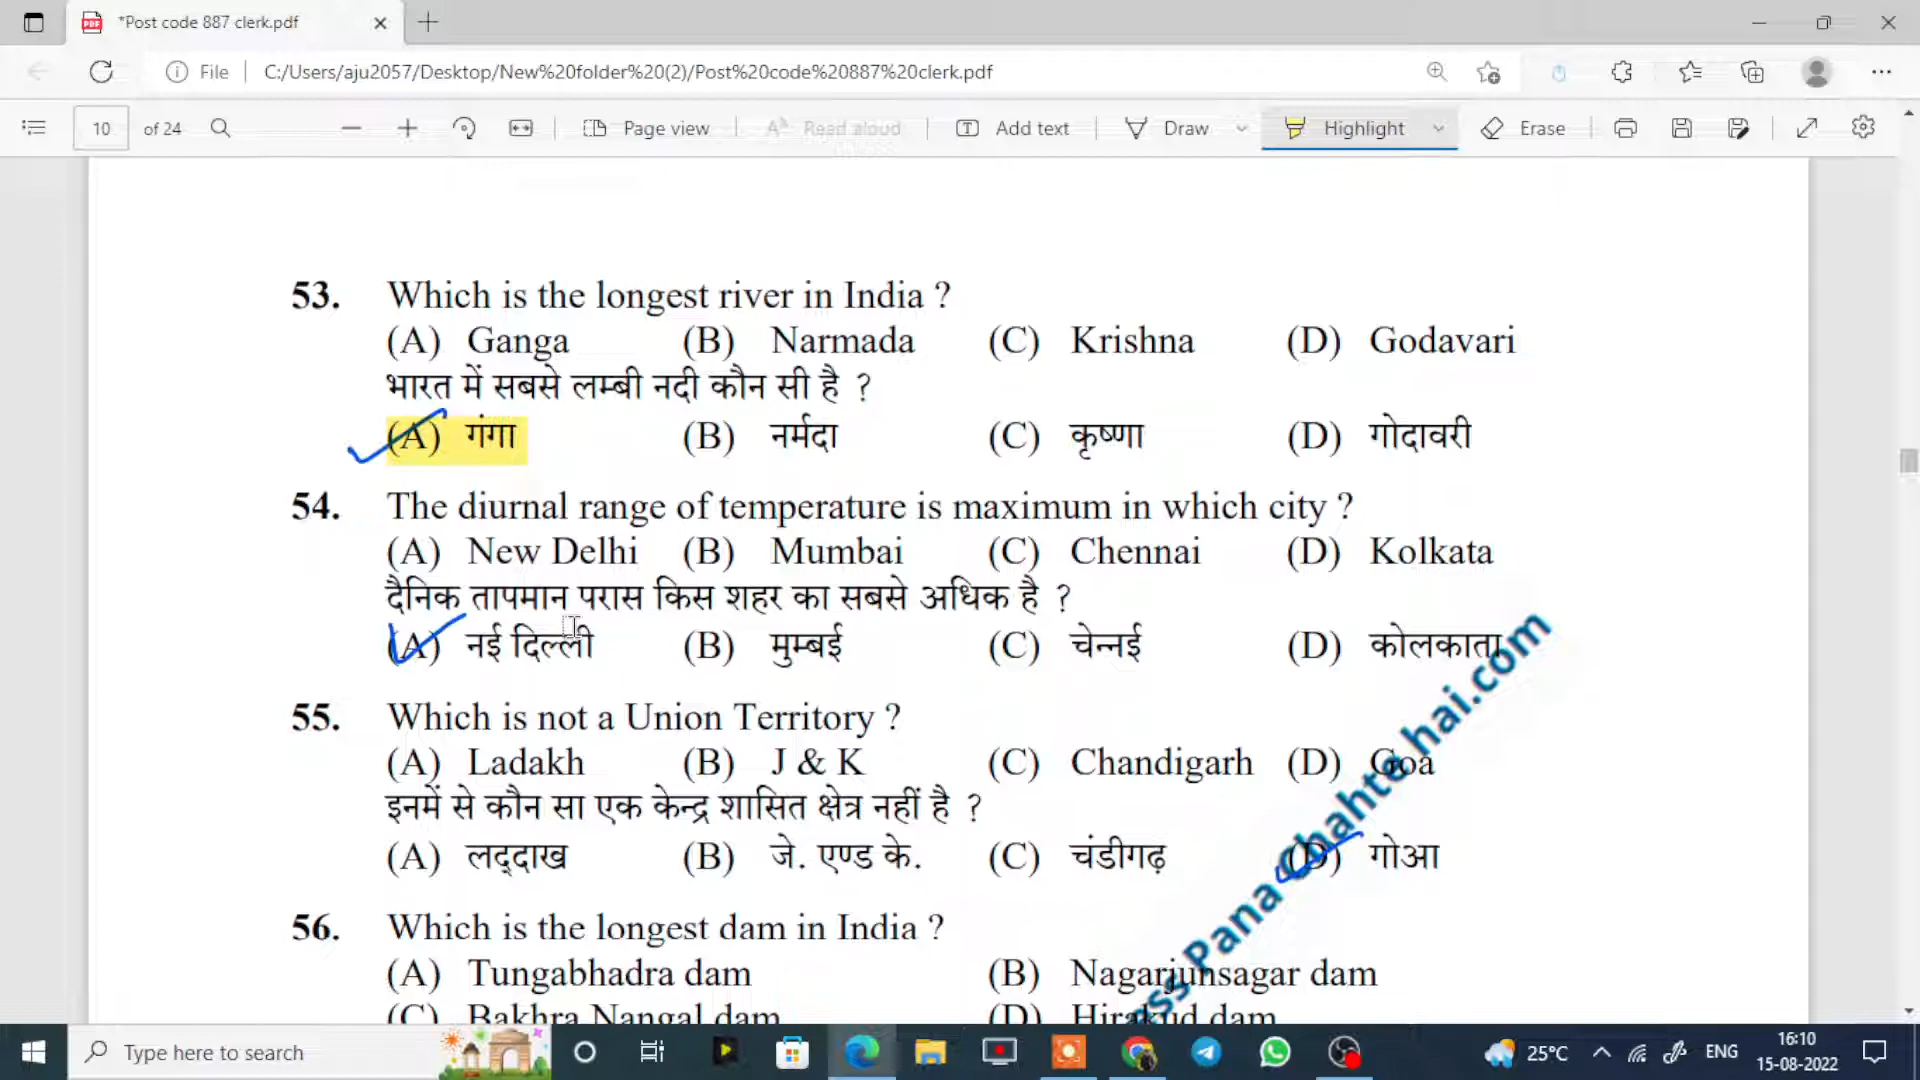 *Post code 887 clerk.pdf
File
C:/Users/aju2057/Desktop/New%20folder%20(2)/Post%20code%20887%20clerk.pdf
10 of 24 Page view Read aloud Add text Draw Highlight Erase
53. Which is the longest river in India ?
(A) Ganga (B) Narmada (C) Krishna (D) Godavari
भारत में सबसे लम्बी नदी कौन सी है ?
(A) गंगा (B) नर्मदा (C) कृष्णा (D) गोदावरी
54. The diurnal range of temperature is maximum in which city ?
(A) New Delhi (B) Mumbai (C) Chennai (D) Kolkata
दैनिक तापमान परास किस शहर का सबसे अधिक है ?
(A) नई दिल्ली (B) मुम्बई (C) चेन्नई (D) कोलकाता
55. Which is not a Union Territory ?
(A) Ladakh (B) J & K (C) Chandigarh (D) Goa
इनमें से कौन सा एक केन्द्र शासित क्षेत्र नहीं है ?
(A) लद्दाख (B) जे. एण्ड के. (C) चंडीगढ़ (D) गोआ
56. Which is the longest dam in India ?
(A) Tungabhadra dam (B) Nagarjunsagar dam
(C) Bakhra Nangal dam (D) Hirakud dam
ss Pana Chahte hai.com
Type here to search
25°C ENG 16:10
15-08-2022